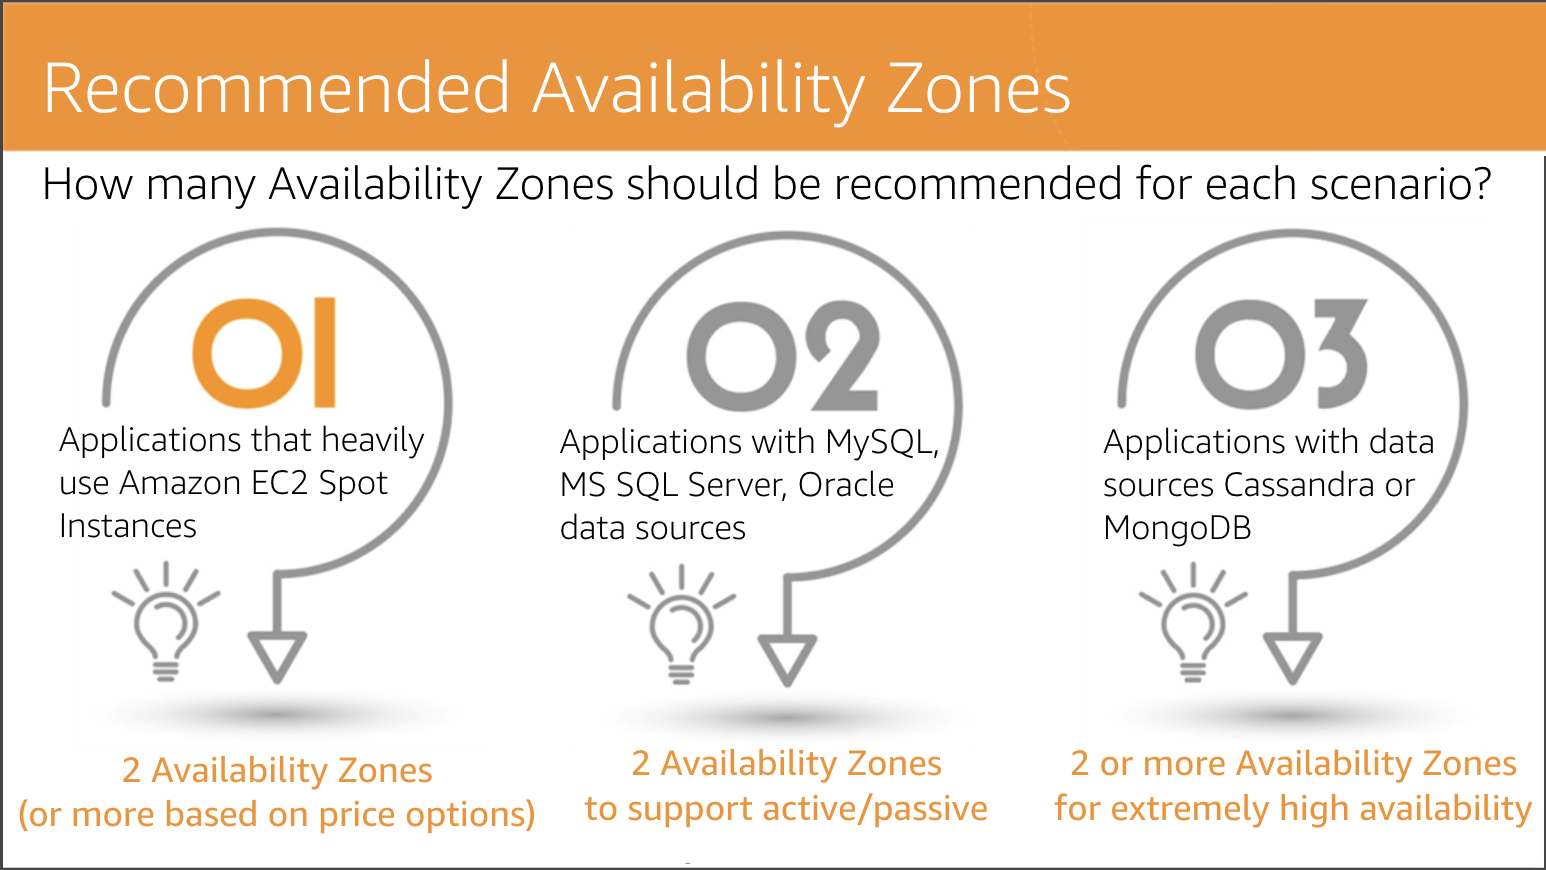 Recommended Availability Zones
How many Availability Zones should be recommended for each scenario?
01
Applications that heavily
use Amazon EC2 Spot
Instances
2 Availability Zones
(or more based on price options)
02
Applications with MySQL,
MS SQL Server, Oracle
data sources
2 Availability Zones
to support active/passive
03
Applications with data
sources Cassandra or
MongoDB
2 or more Availability Zones
for extremely high availability